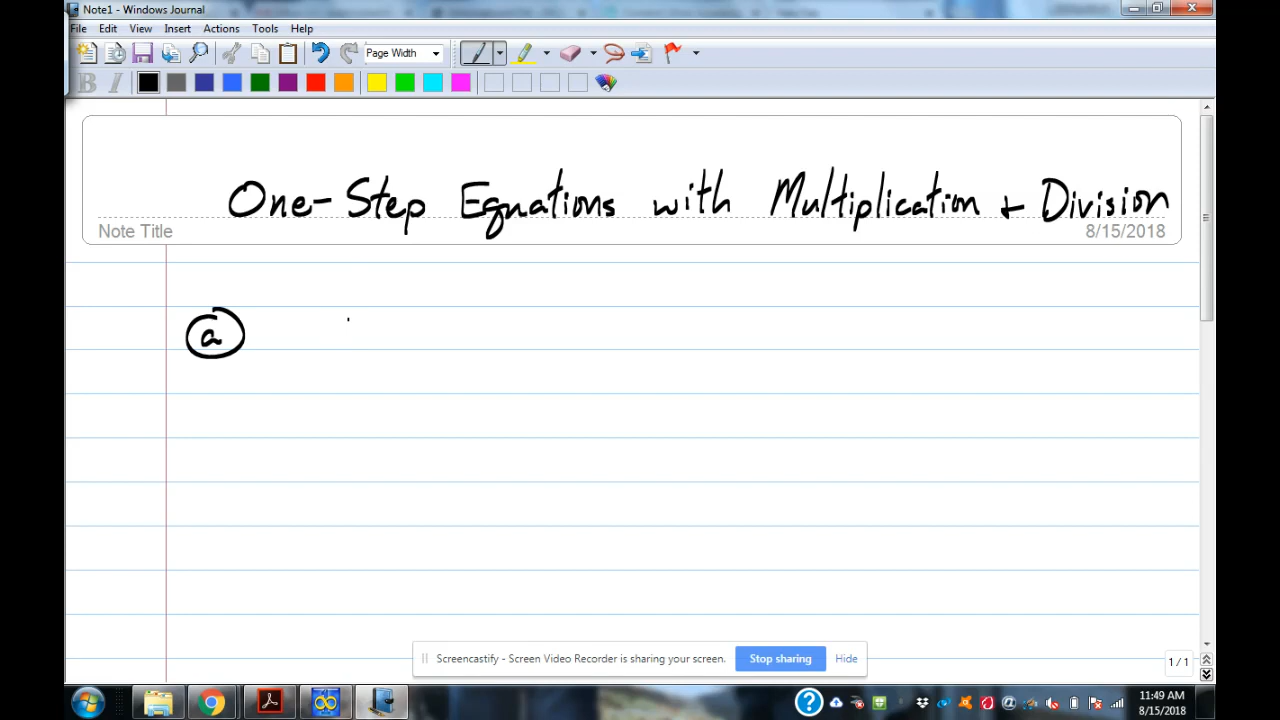 Note1 - Windows Journal
File Edit View Insert Actions Tools Help
Page Width
B I
One-Step Equations with Multiplication + Division
Note Title
8/15/2018
a
Screencastify - Screen Video Recorder is sharing your screen.
Stop sharing
Hide
1 / 1
11:49 AM
8/15/2018